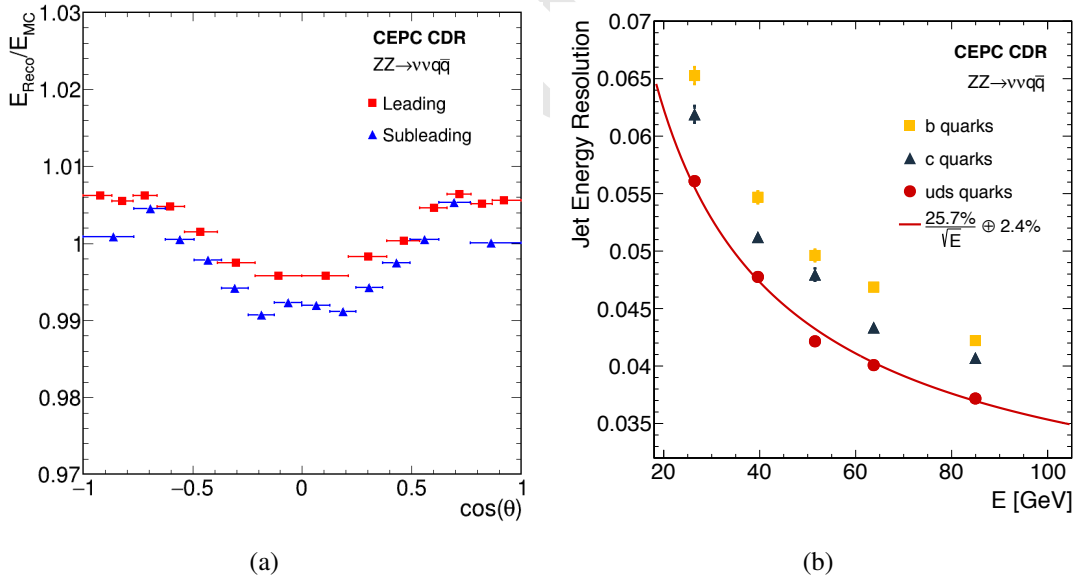 1.03
1.02
1.01
1
0.99
0.98
0.97
E_Reco/E_MC
CEPC CDR
ZZ→ννqq̅
Leading
Subleading
−1 −0.5 0 0.5 1
cos(θ)
(a)
0.07
0.065
0.06
0.055
0.05
0.045
0.04
0.035
Jet Energy Resolution
CEPC CDR
ZZ→ννqq̅
b quarks
c quarks
uds quarks
25.7%/√E ⊕ 2.4%
20 40 60 80 100
E [GeV]
(b)